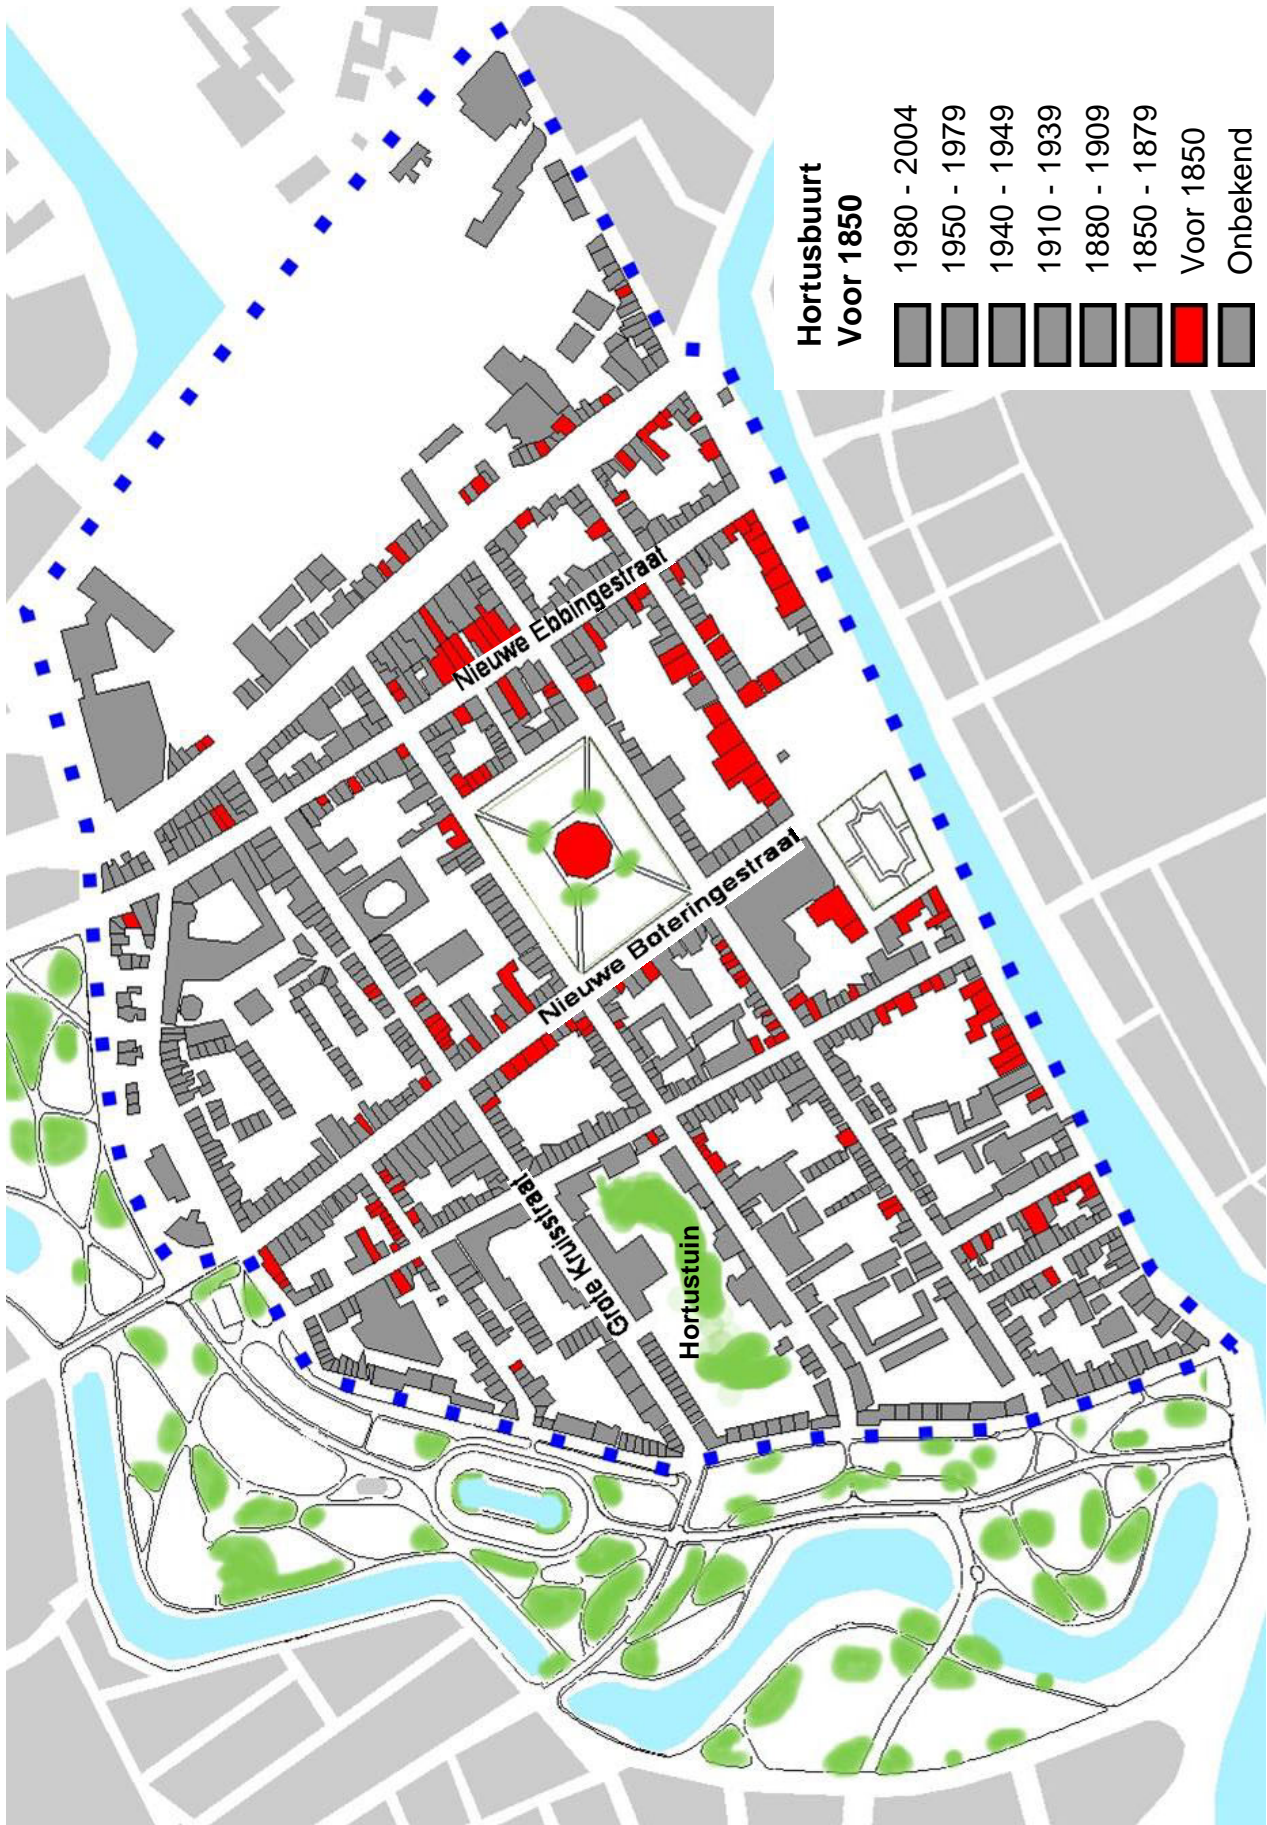 Hortusbuurt
Voor 1850
1980 - 2004
1950 - 1979
1940 - 1949
1910 - 1939
1880 - 1909
1850 - 1879
Voor 1850
Onbekend
Nieuwe Ebbingestraat
Nieuwe Boteringestraat
Grote Kruisstraat
Hortustuin